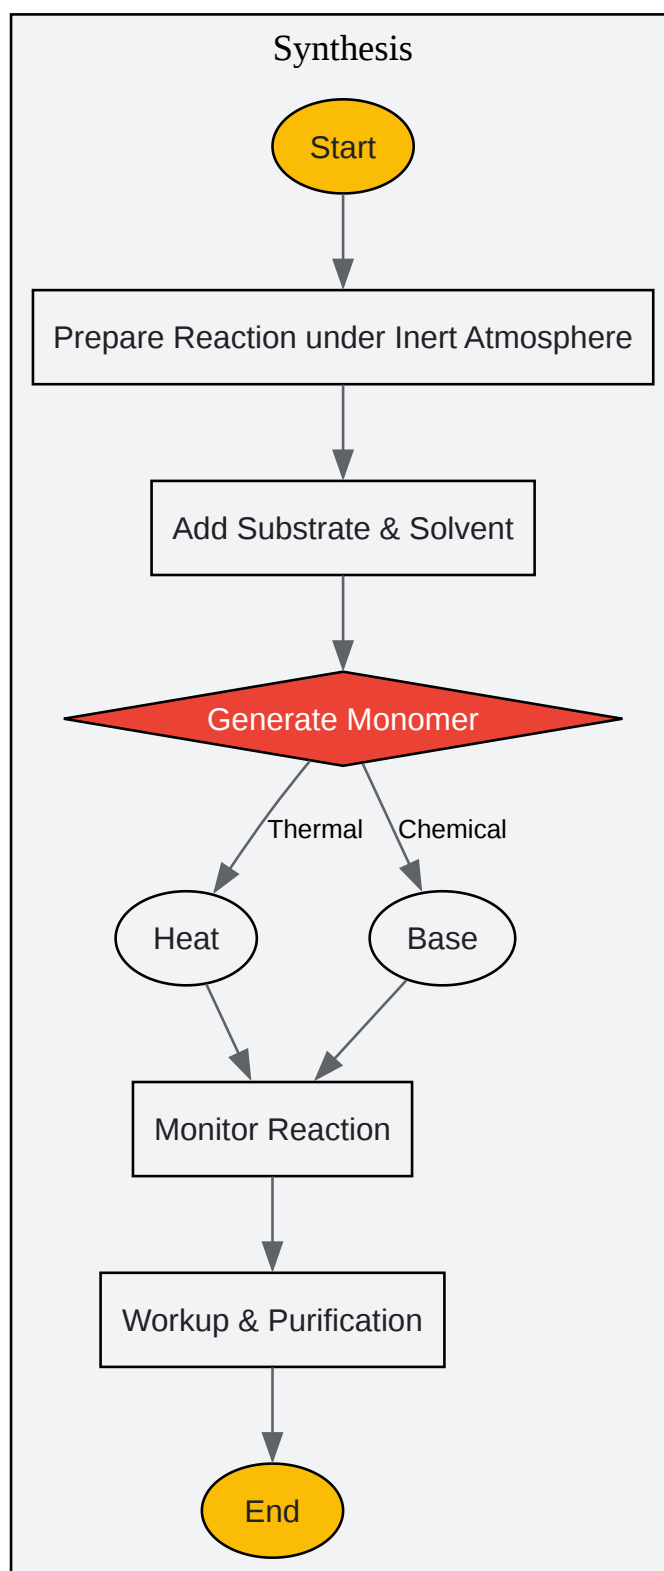 Synthesis
Start
Prepare Reaction under Inert Atmosphere
Add Substrate & Solvent
Generate Monomer
Thermal
Chemical
Heat
Base
Monitor Reaction
Workup & Purification
End